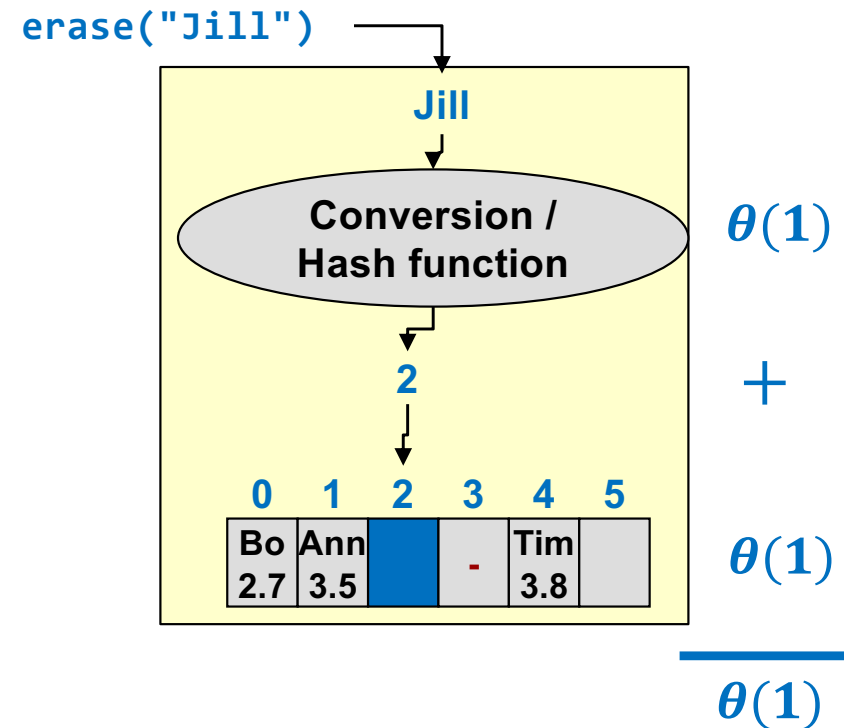 erase("Jill")
Jill
Conversion /
Hash function
θ(1)
2
+
0 1 2 3 4 5
Bo Ann - Tim
2.7 3.5 3.8
θ(1)
θ(1)